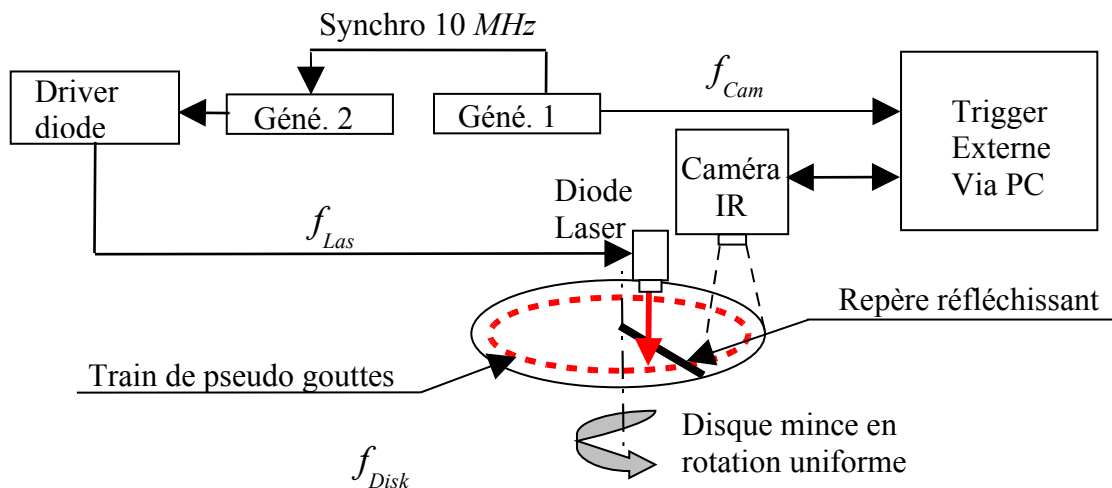 Synchro 10 MHz
Driver
diode
Géné. 2
Géné. 1
f_Cam
Trigger
Externe
Via PC
Caméra
IR
Diode
Laser
f_Las
Repère réfléchissant
Train de pseudo gouttes
Disque mince en
rotation uniforme
f_Disk